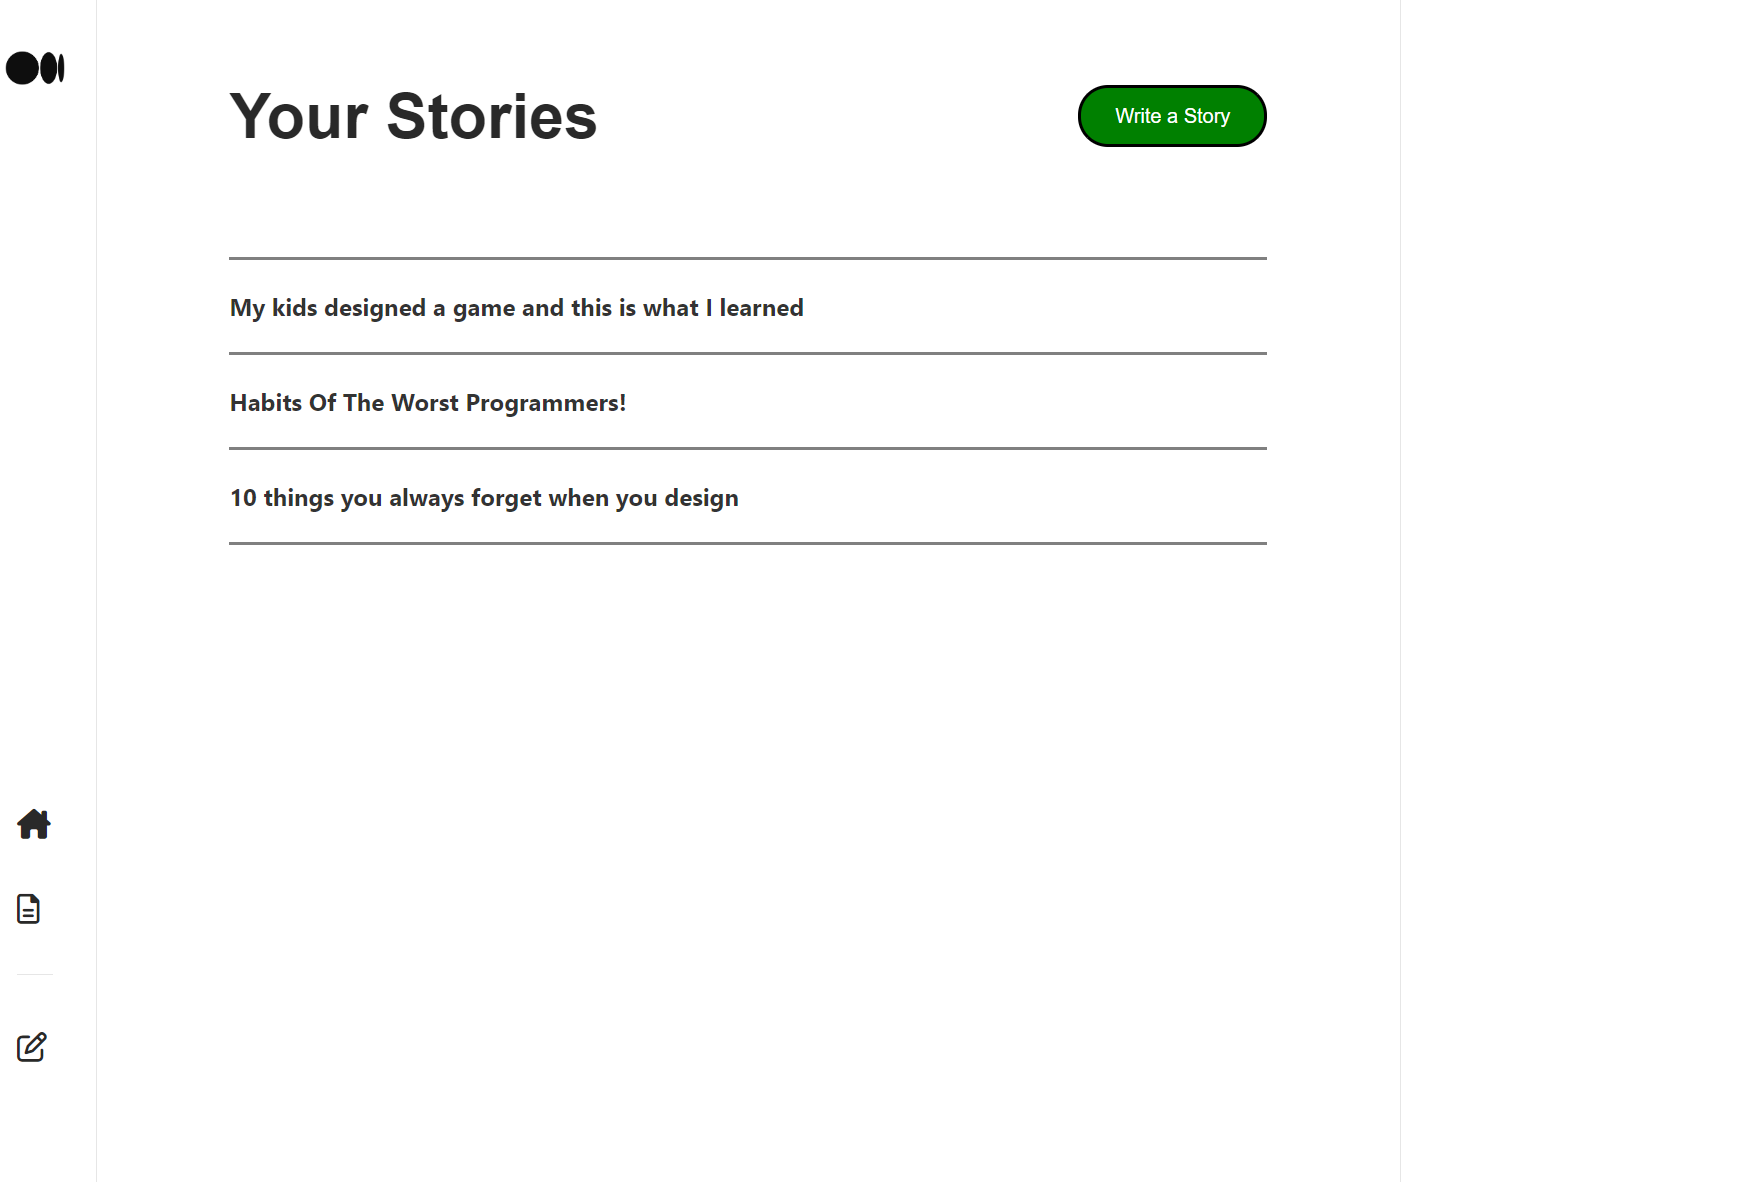 Your Stories
Write a Story
My kids designed a game and this is what I learned
Habits Of The Worst Programmers!
10 things you always forget when you design